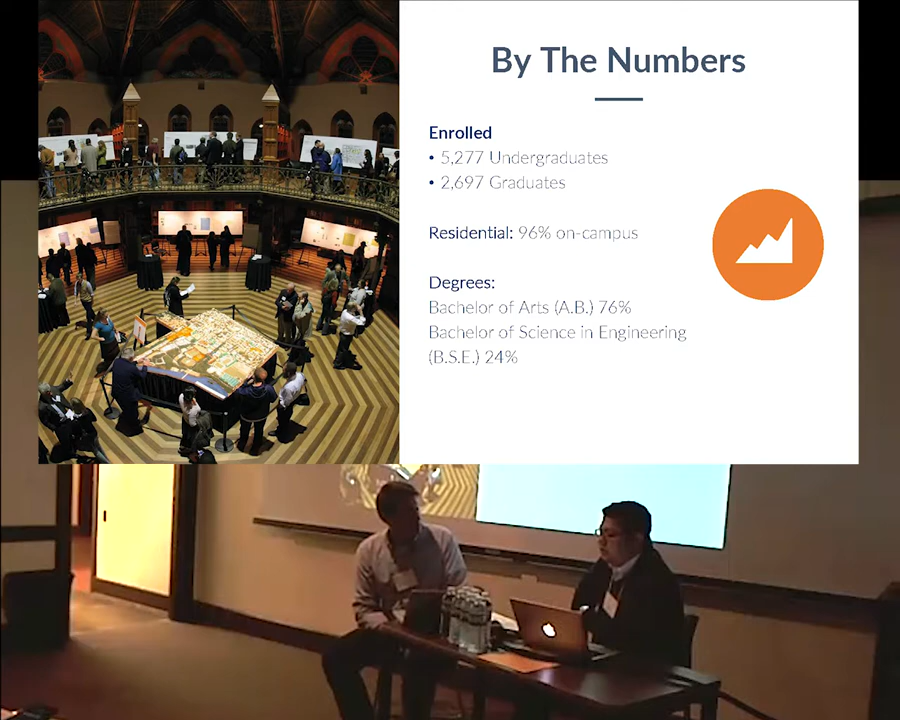 By The Numbers
Enrolled
• 5,277 Undergraduates
• 2,697 Graduates
Residential: 96% on-campus
Degrees:
Bachelor of Arts (A.B.) 76%
Bachelor of Science in Engineering
(B.S.E.) 24%